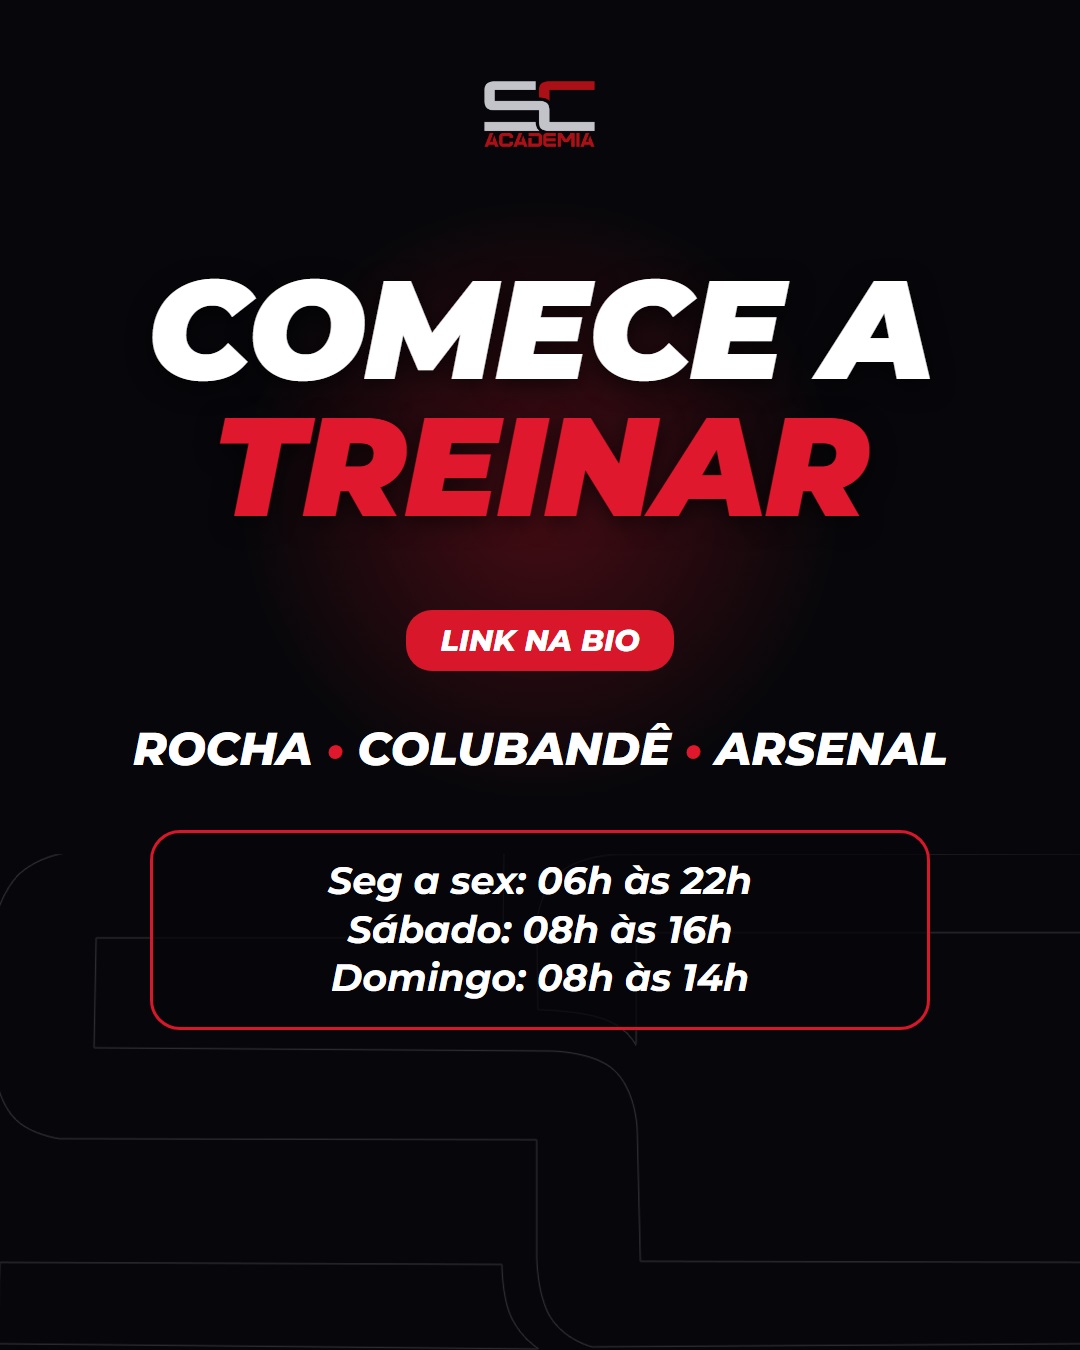 SC
ACADEMIA
COMECE A
TREINAR
LINK NA BIO
ROCHA • COLUBANDÊ • ARSENAL
Seg a sex: 06h às 22h
Sábado: 08h às 16h
Domingo: 08h às 14h